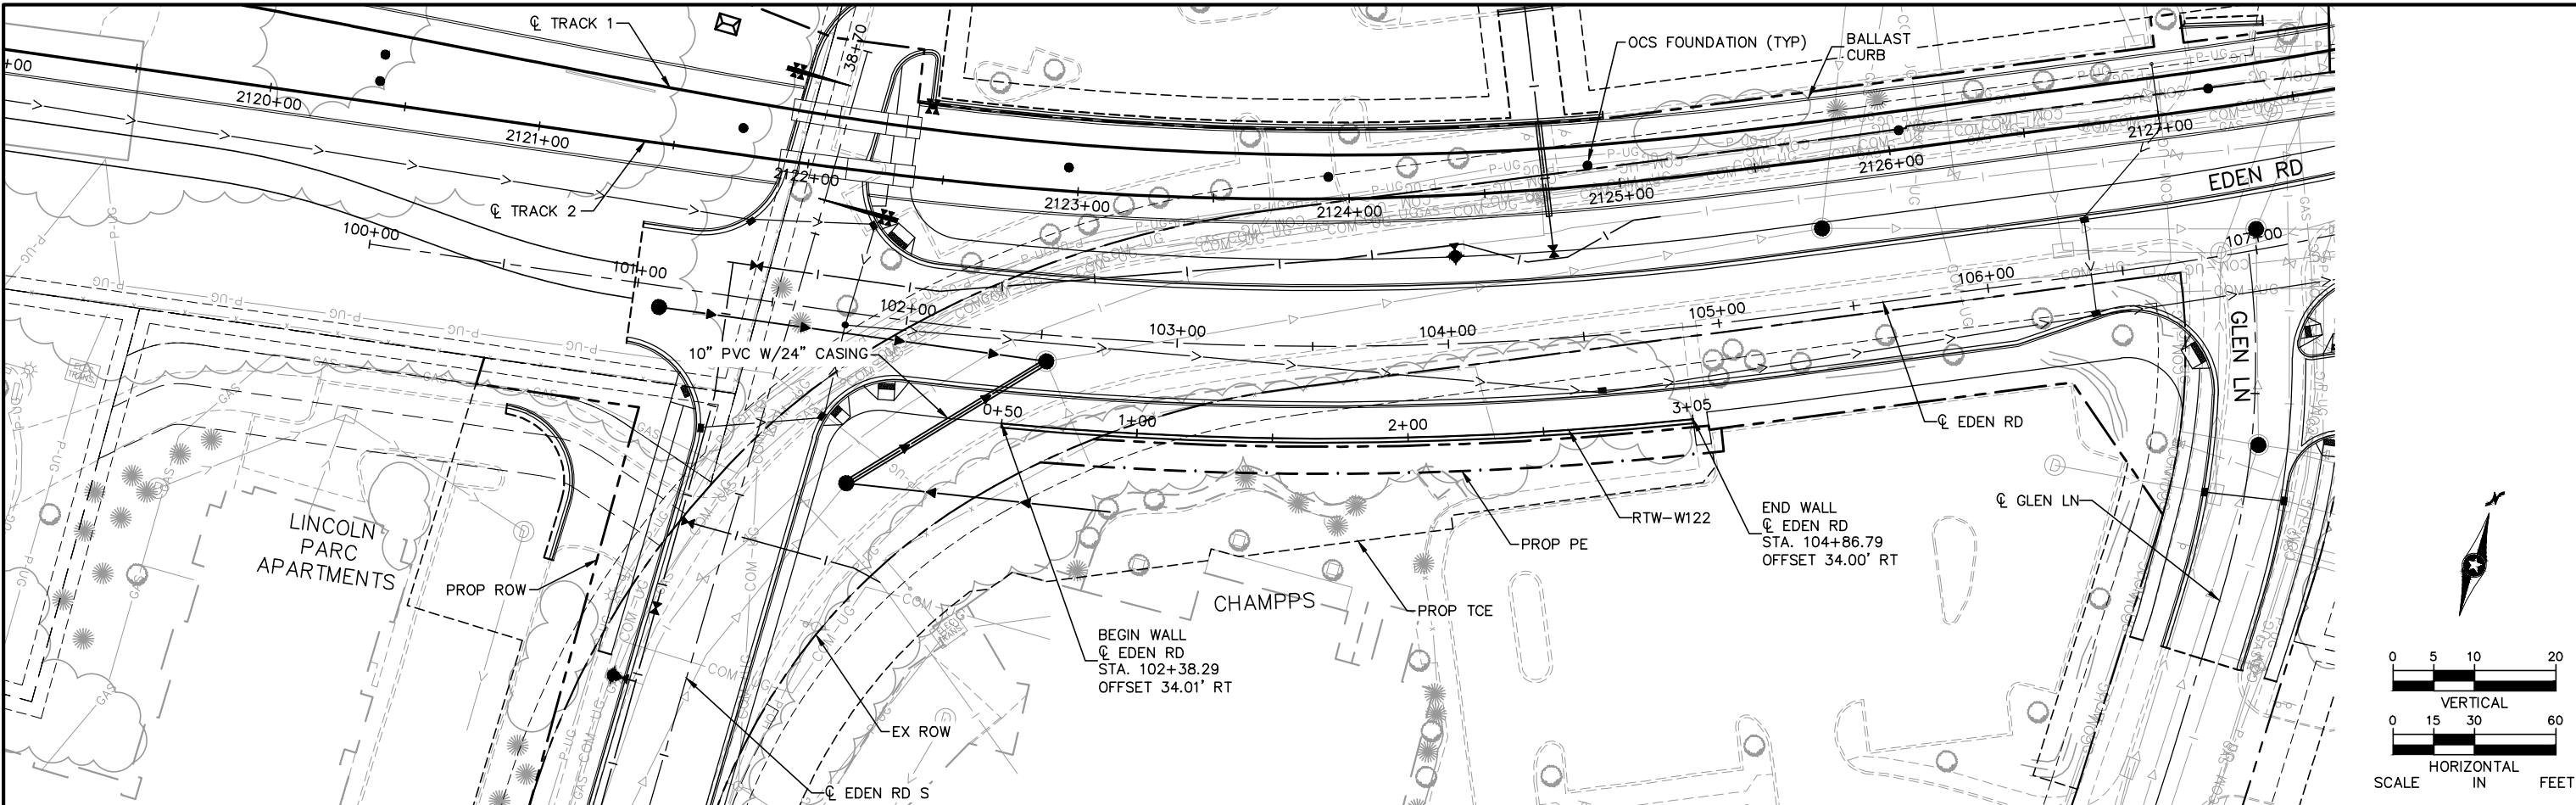 ℄ TRACK 1
38+70
OCS FOUNDATION (TYP)
BALLAST
CURB
+00
2120+00
2121+00
2122+00
2123+00
2124+00
2125+00
2126+00
2127+00
℄ TRACK 2
EDEN RD
100+00
101+00
102+00
103+00
104+00
105+00
106+00
107+00
P-UG
GAS
COM-UG
10" PVC W/24" CASING
0+50
1+00
2+00
3+05
GLEN LN
℄ EDEN RD
LINCOLN
PARC
APARTMENTS
PROP ROW
RTW-W122
PROP PE
PROP TCE
CHAMPPS
END WALL
℄ EDEN RD
STA. 104+86.79
OFFSET 34.00' RT
℄ GLEN LN
BEGIN WALL
℄ EDEN RD
STA. 102+38.29
OFFSET 34.01' RT
EX ROW
℄ EDEN RD S
N
0 5 10 20
VERTICAL
0 15 30 60
HORIZONTAL
SCALE IN FEET